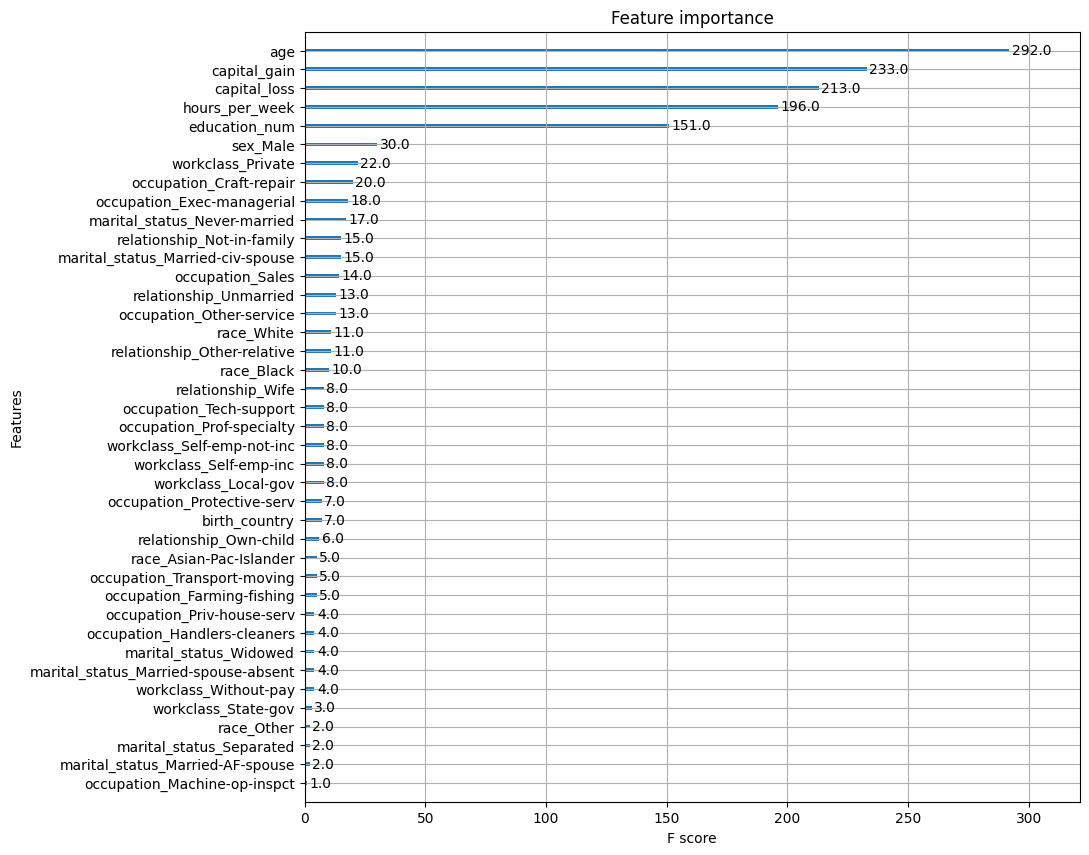 Feature importance
age 292.0
capital_gain 233.0
capital_loss 213.0
hours_per_week 196.0
education_num 151.0
sex_Male 30.0
workclass_Private 22.0
occupation_Craft-repair 20.0
occupation_Exec-managerial 18.0
marital_status_Never-married 17.0
relationship_Not-in-family 15.0
marital_status_Married-civ-spouse 15.0
occupation_Sales 14.0
relationship_Unmarried 13.0
occupation_Other-service 13.0
race_White 11.0
relationship_Other-relative 11.0
race_Black 10.0
relationship_Wife 8.0
occupation_Tech-support 8.0
occupation_Prof-specialty 8.0
workclass_Self-emp-not-inc 8.0
workclass_Self-emp-inc 8.0
workclass_Local-gov 8.0
occupation_Protective-serv 7.0
birth_country 7.0
relationship_Own-child 6.0
race_Asian-Pac-Islander 5.0
occupation_Transport-moving 5.0
occupation_Farming-fishing 5.0
occupation_Priv-house-serv 4.0
occupation_Handlers-cleaners 4.0
marital_status_Widowed 4.0
marital_status_Married-spouse-absent 4.0
workclass_Without-pay 4.0
workclass_State-gov 3.0
race_Other 2.0
marital_status_Separated 2.0
marital_status_Married-AF-spouse 2.0
occupation_Machine-op-inspct 1.0
Features
0 50 100 150 200 250 300
F score